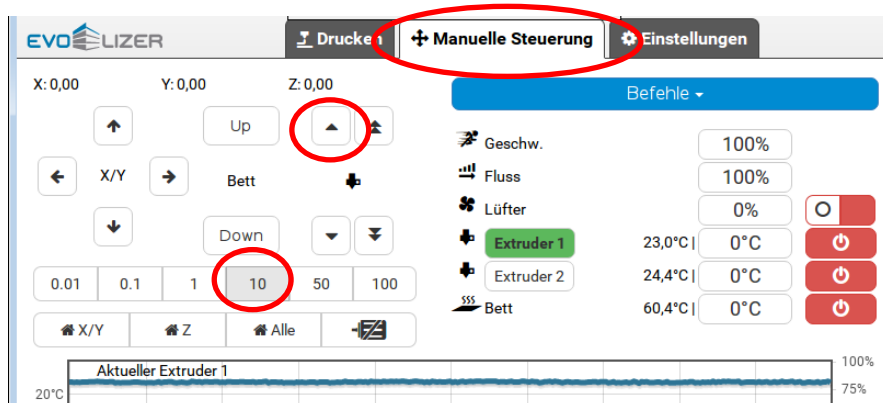 EVOLIZER
Drucken
Manuelle Steuerung
Einstellungen
X: 0,00 Y: 0,00 Z: 0,00
Befehle
Up
X/Y
Bett
Down
0.01 0.1 1 10 50 100
X/Y Z Alle
Geschw. 100%
Fluss 100%
Lüfter 0%
Extruder 1 23,0°C | 0°C
Extruder 2 24,4°C | 0°C
Bett 60,4°C | 0°C
Aktueller Extruder 1
100%
75%
20°C